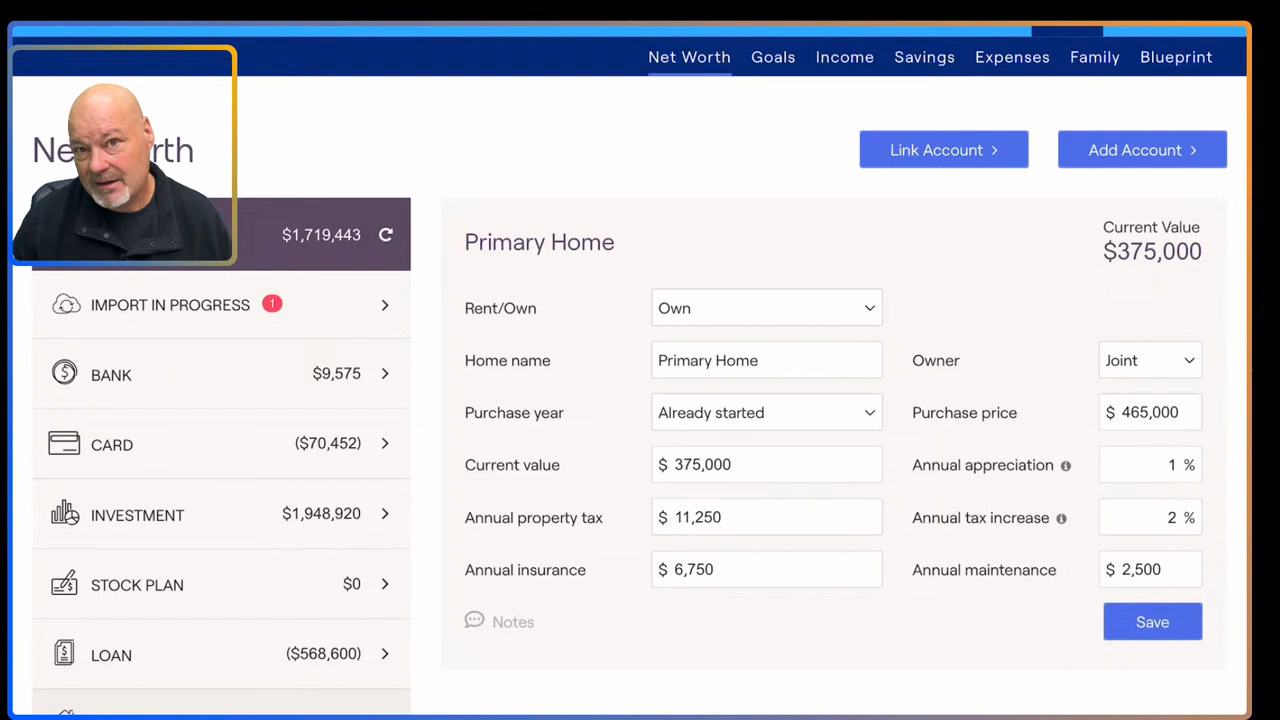 Net Worth Goals Income Savings Expenses Family Blueprint
Ne rth
Link Account >
Add Account >
$1,719,443
IMPORT IN PROGRESS 1
BANK $9,575
CARD ($70,452)
INVESTMENT $1,948,920
STOCK PLAN $0
LOAN ($568,600)
Primary Home
Current Value
$375,000
Rent/Own Own
Home name Primary Home Owner Joint
Purchase year Already started Purchase price $ 465,000
Current value $ 375,000 Annual appreciation 1 %
Annual property tax $ 11,250 Annual tax increase 2 %
Annual insurance $ 6,750 Annual maintenance $ 2,500
Notes
Save